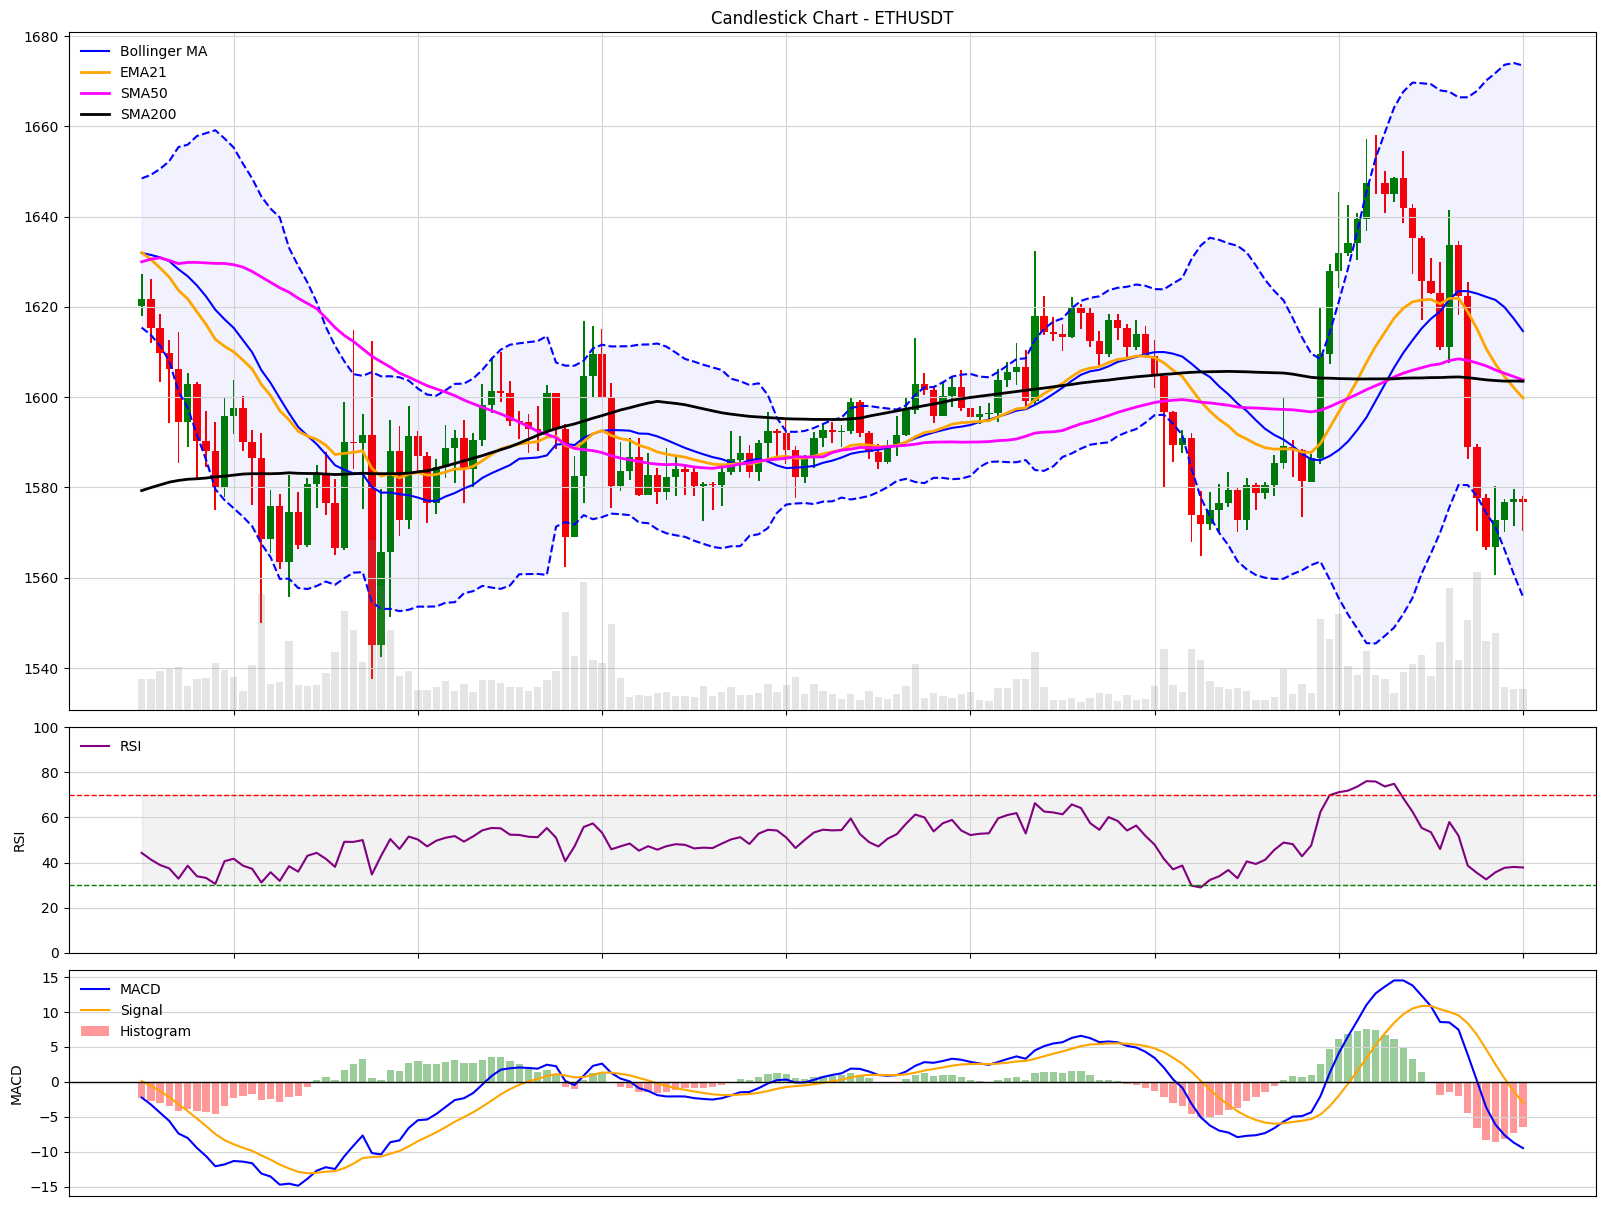 Candlestick Chart - ETHUSDT
1680
1660
1640
1620
1600
1580
1560
1540
Bollinger MA
EMA21
SMA50
SMA200
100
80
60
40
20
0
RSI
RSI
15
10
5
0
−5
−10
−15
MACD
MACD
Signal
Histogram